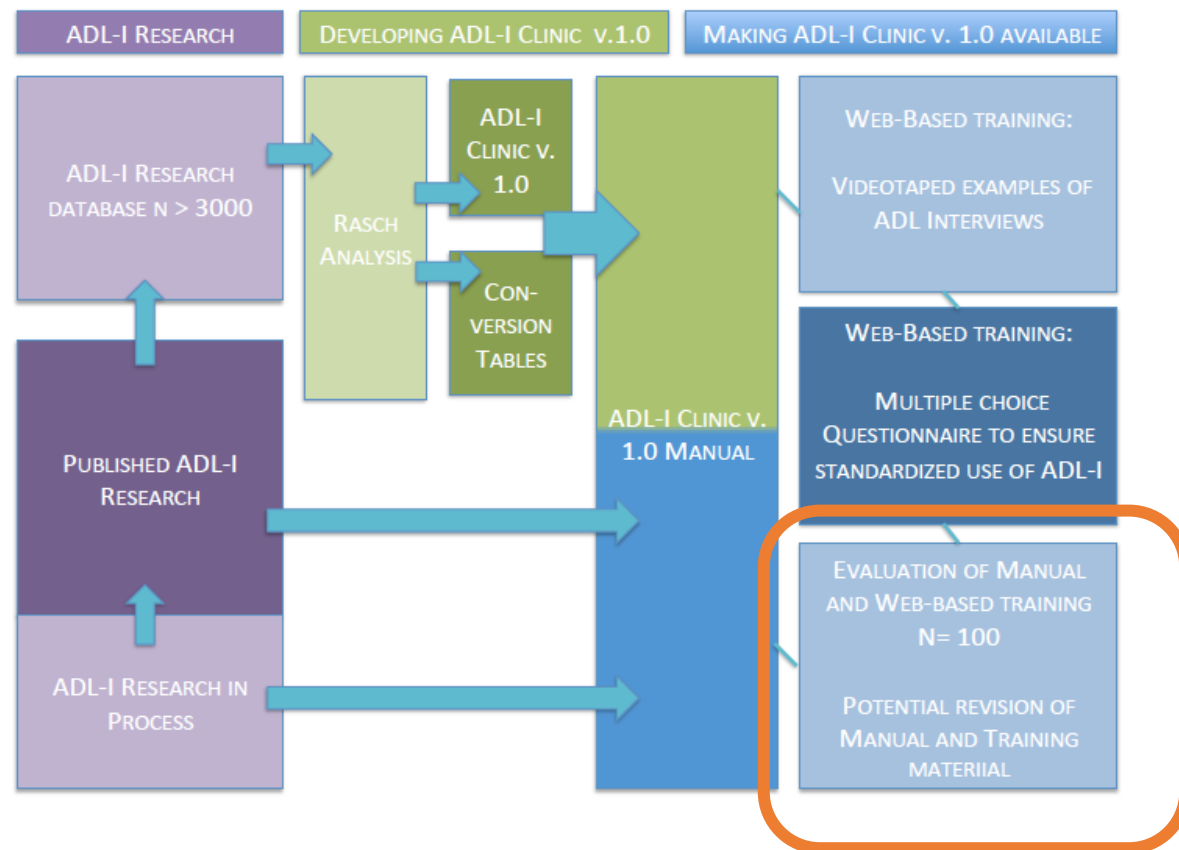 ADL-I RESEARCH
DEVELOPING ADL-I CLINIC v.1.0
MAKING ADL-I CLINIC V. 1.0 AVAILABLE
ADL-I RESEARCH
DATABASE N > 3000
RASCH
ANALYSIS
ADL-I
CLINIC V.
1.0
CON-
VERSION
TABLES
ADL-I CLINIC V.
1.0 MANUAL
WEB-BASED TRAINING:
VIDEOTAPED EXAMPLES OF
ADL INTERVIEWS
WEB-BASED TRAINING:
MULTIPLE CHOICE
QUESTIONNAIRE TO ENSURE
STANDARDIZED USE OF ADL-I
PUBLISHED ADL-I
RESEARCH
ADL-I RESEARCH IN
PROCESS
EVALUATION OF MANUAL
AND WEB-BASED TRAINING
N= 100
POTENTIAL REVISION OF
MANUAL AND TRAINING
MATERIIAL